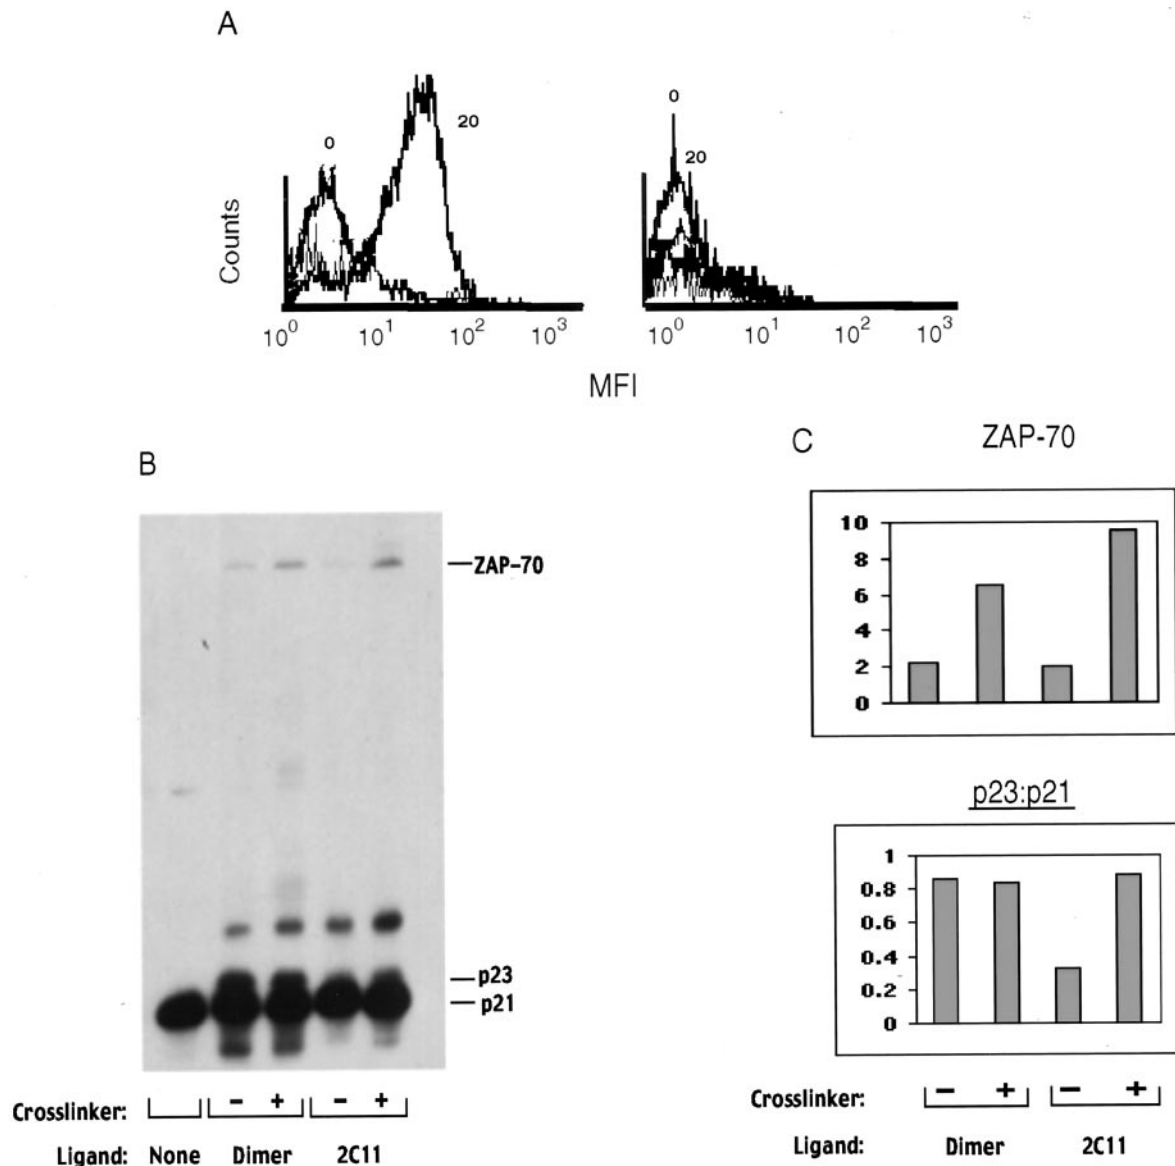 A
0
20
0
20
Counts
10^0 10^1 10^2 10^3
10^0 10^1 10^2 10^3
MFI
B
ZAP-70
p23
p21
Crosslinker: - + - +
Ligand: None Dimer 2C11
C
ZAP-70
10
8
6
4
2
0
p23:p21
1
0.8
0.6
0.4
0.2
0
Crosslinker: - + - +
Ligand: Dimer 2C11